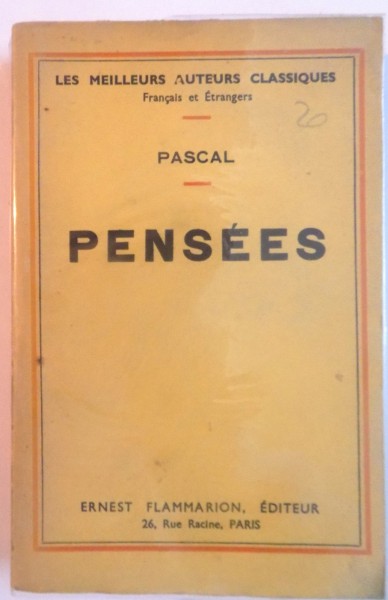 LES MEILLEURS AUTEURS CLASSIQUES
Français et Étrangers
20
PASCAL
PENSÉES
ERNEST FLAMMARION, ÉDITEUR
26, Rue Racine, PARIS